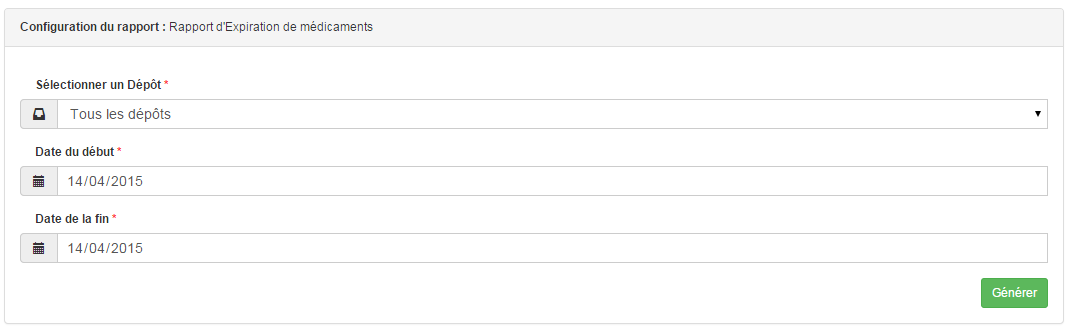 Configuration du rapport : Rapport d'Expiration de médicaments
Sélectionner un Dépôt *
Tous les dépôts
Date du début *
14/04/2015
Date de la fin *
14/04/2015
Générer